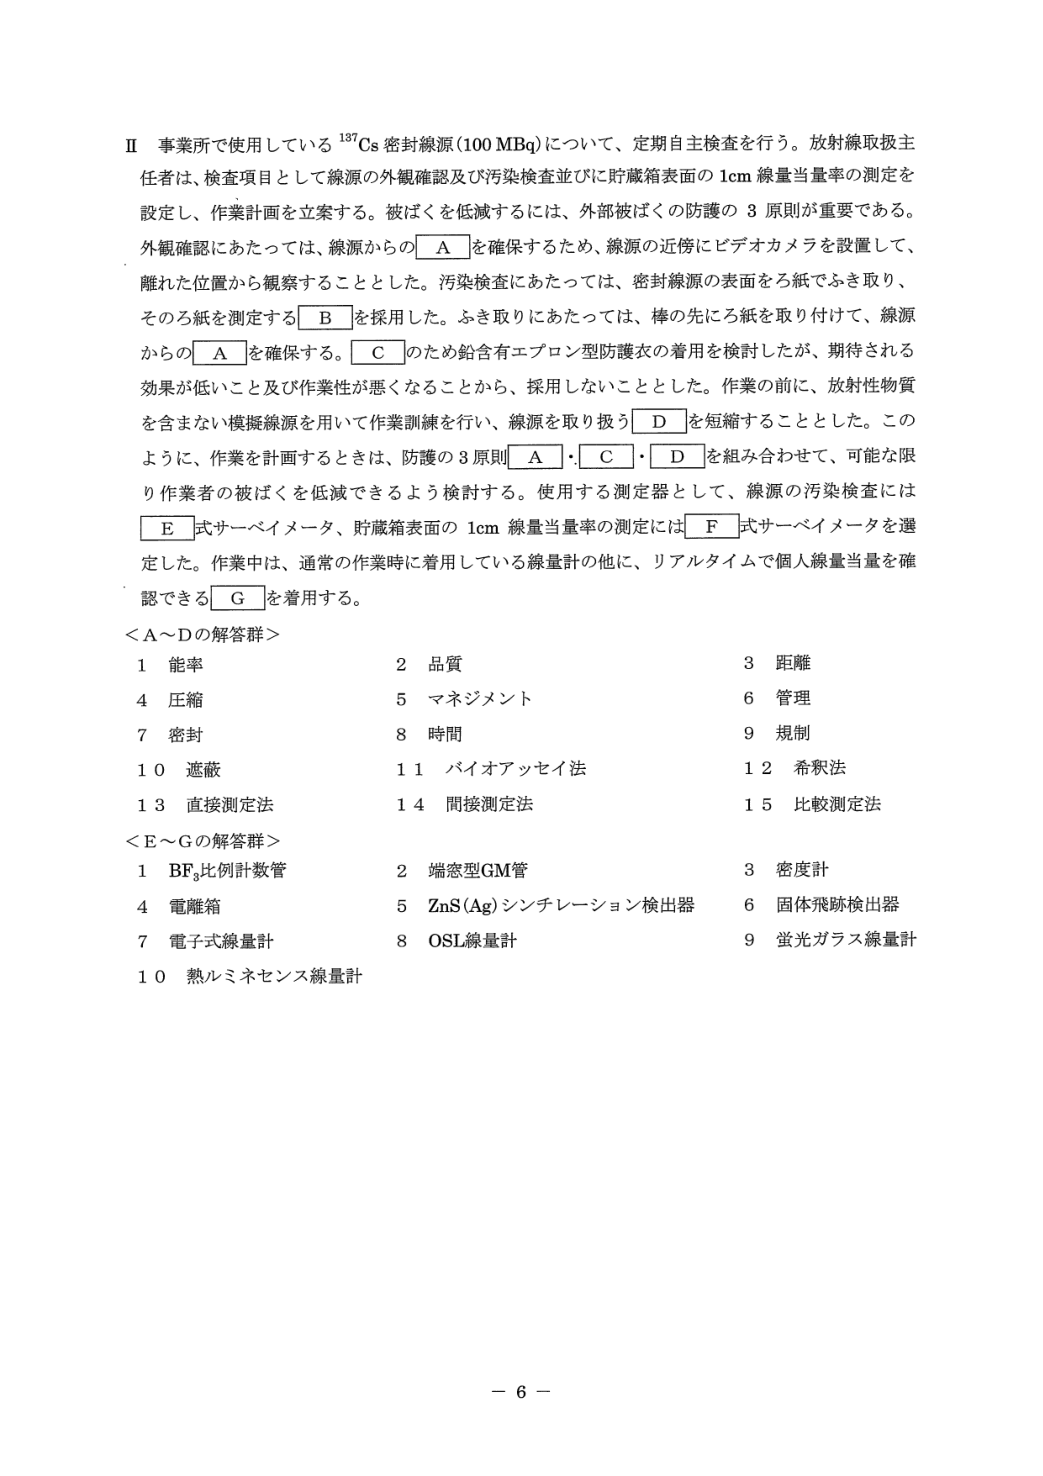 Ⅱ 事業所で使用している ¹³⁷Cs 密封線源(100 MBq)について、定期自主検査を行う。放射線取扱主
任者は、検査項目として線源の外観確認及び汚染検査並びに貯蔵箱表面の 1cm 線量当量率の測定を
設定し、作業計画を立案する。被ばくを低減するには、外部被ばくの防護の 3 原則が重要である。
外観確認にあたっては、線源からの A を確保するため、線源の近傍にビデオカメラを設置して、
離れた位置から観察することとした。汚染検査にあたっては、密封線源の表面をろ紙でふき取り、
そのろ紙を測定する B を採用した。ふき取りにあたっては、棒の先にろ紙を取り付けて、線源
からの A を確保する。 C のため鉛含有エプロン型防護衣の着用を検討したが、期待される
効果が低いこと及び作業性が悪くなることから、採用しないこととした。作業の前に、放射性物質
を含まない模擬線源を用いて作業訓練を行い、線源を取り扱う D を短縮することとした。この
ように、作業を計画するときは、防護の3原則 A ・ C ・ D を組み合わせて、可能な限
り作業者の被ばくを低減できるよう検討する。使用する測定器として、線源の汚染検査には
E 式サーベイメータ、貯蔵箱表面の 1cm 線量当量率の測定には F 式サーベイメータを選
定した。作業中は、通常の作業時に着用している線量計の他に、リアルタイムで個人線量当量を確
認できる G を着用する。
＜A～Dの解答群＞
1 能率 2 品質 3 距離
4 圧縮 5 マネジメント 6 管理
7 密封 8 時間 9 規制
10 遮蔽 11 バイオアッセイ法 12 希釈法
13 直接測定法 14 間接測定法 15 比較測定法
＜E～Gの解答群＞
1 BF₃比例計数管 2 端窓型GM管 3 密度計
4 電離箱 5 ZnS(Ag)シンチレーション検出器 6 固体飛跡検出器
7 電子式線量計 8 OSL線量計 9 蛍光ガラス線量計
10 熱ルミネセンス線量計
－ 6 －